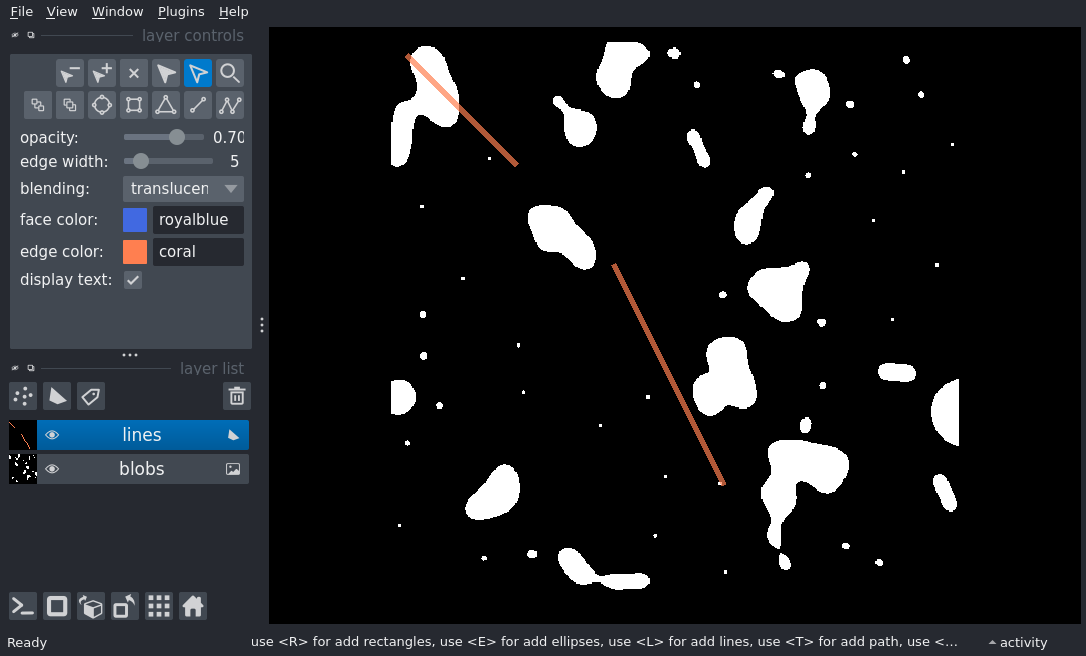 File View Window Plugins Help
layer controls
opacity: 0.70
edge width: 5
blending: translucen
face color: royalblue
edge color: coral
display text:
layer list
lines
blobs
Ready use <R> for add rectangles, use <E> for add ellipses, use <L> for add lines, use <T> for add path, use <... activity